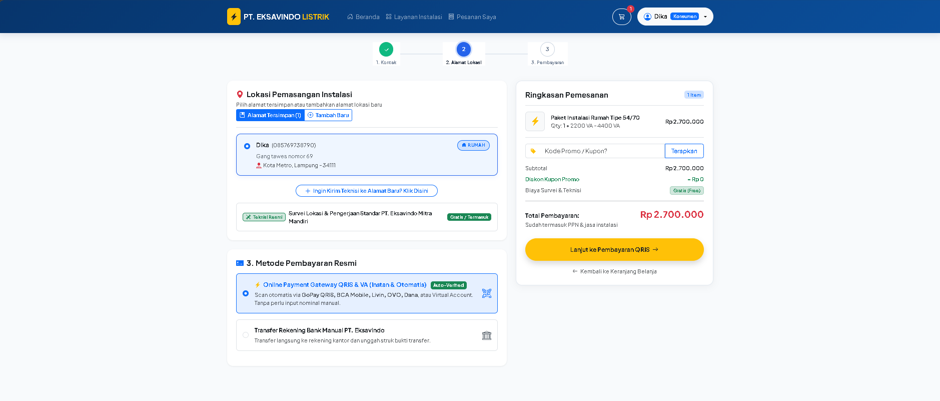 PT. EKSAVINDO LISTRIK
Beranda
Layanan Instalasi
Pesanan Saya
1
Dika Konsumen
2
3
1. Kontak
2. Alamat Lokasi
3. Pembayaran
Lokasi Pemasangan Instalasi
Pilih alamat tersimpan atau tambahkan alamat lokasi baru
Alamat Tersimpan (1)
Tambah Baru
Dika (085769738790)
RUMAH
Gang tawes nomor 69
Kota Metro, Lampung - 34111
+ Ingin Kirim Teknisi ke Alamat Baru? Klik Disini
Teknisi Resmi
Survei Lokasi & Pengerjaan Standar PT. Eksavindo Mitra
Mandiri
Gratis / Termasuk
3. Metode Pembayaran Resmi
Online Payment Gateway QRIS & VA (Instan & Otomatis) Auto-Verified
Scan otomatis via GoPay QRIS, BCA Mobile, Livin, OVO, Dana, atau Virtual Account.
Tanpa perlu input nominal manual.
Transfer Rekening Bank Manual PT. Eksavindo
Transfer langsung ke rekening kantor dan unggah struk bukti transfer.
Ringkasan Pemesanan
1 Item
Paket Instalasi Rumah Tipe 54/70
Qty: 1 • 2200 VA - 4400 VA
Rp 2.700.000
Kode Promo / Kupon?
Terapkan
Subtotal
Rp 2.700.000
Diskon Kupon Promo
- Rp 0
Biaya Survei & Teknisi
Gratis (Free)
Total Pembayaran:
Rp 2.700.000
Sudah termasuk PPN & jasa instalasi
Lanjut ke Pembayaran QRIS →
← Kembali ke Keranjang Belanja